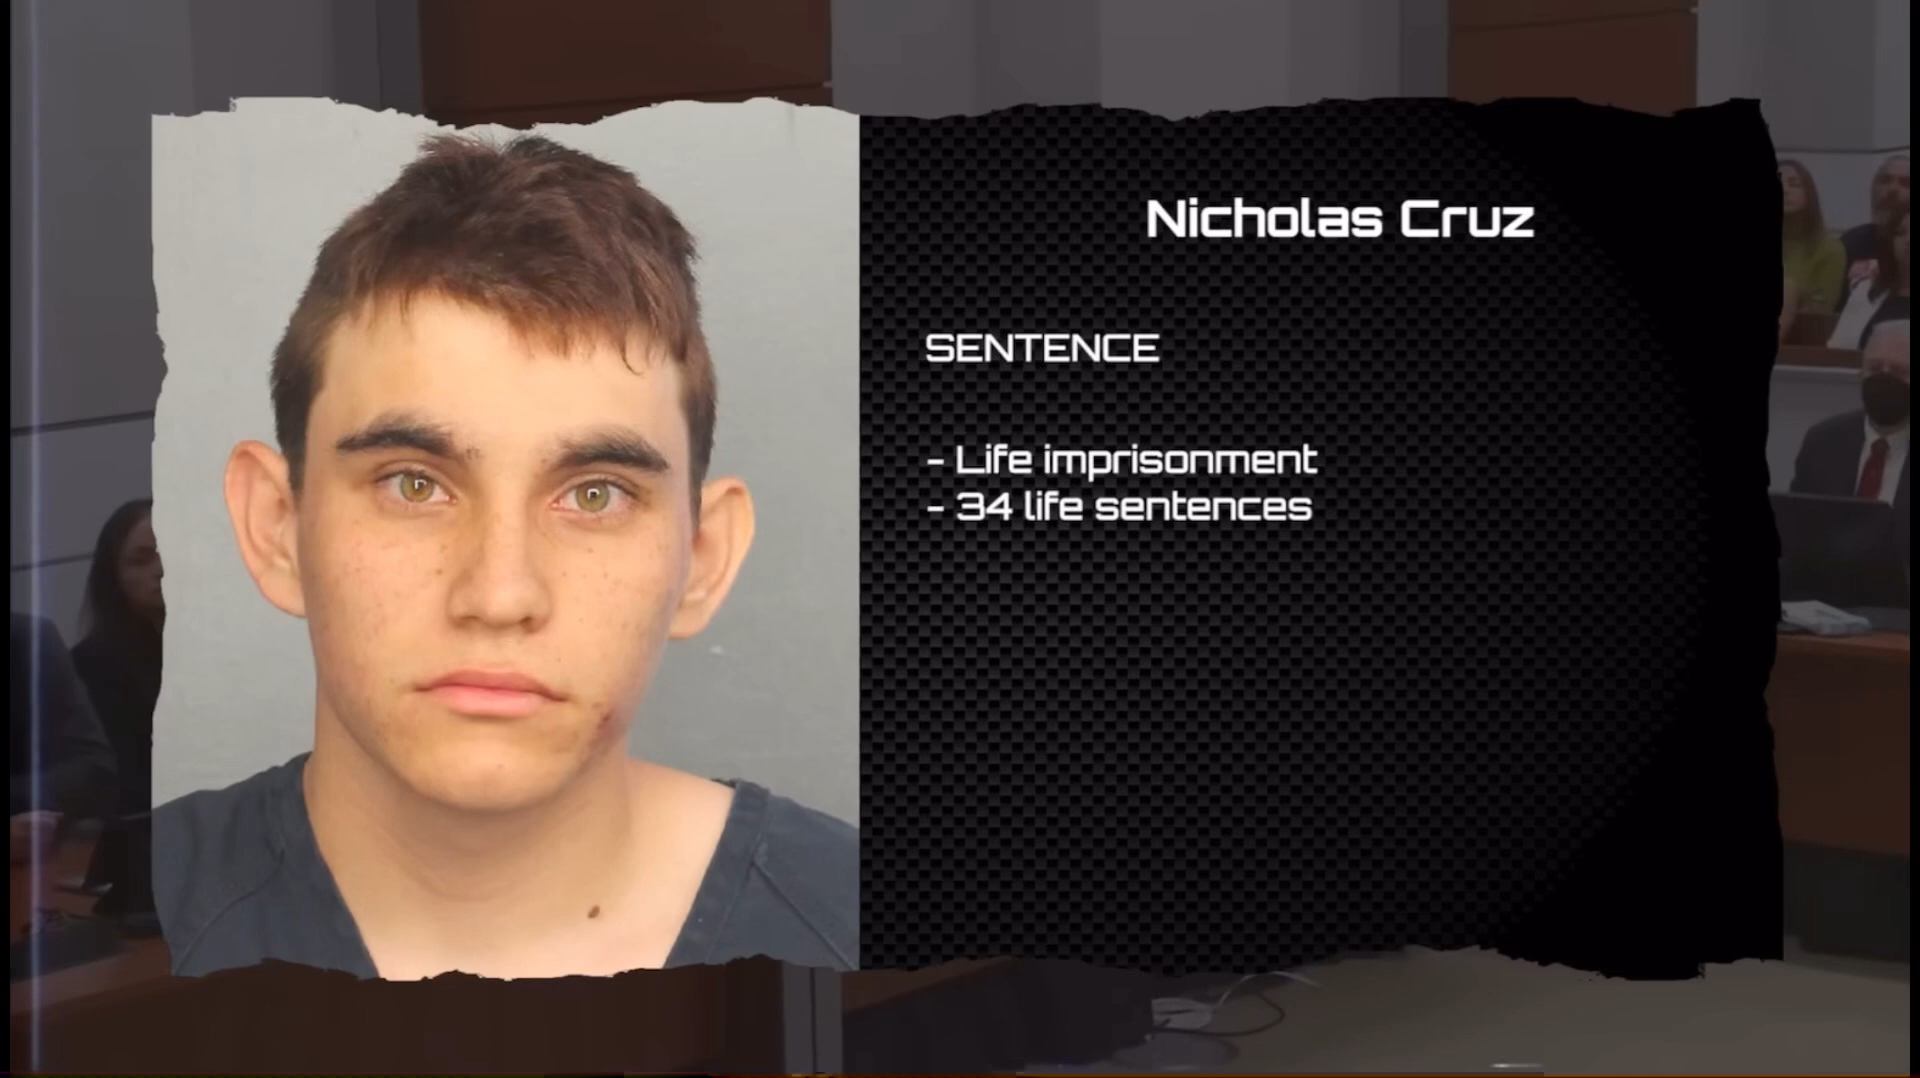 Nicholas Cruz
SENTENCE
- Life imprisonment
- 34 life sentences